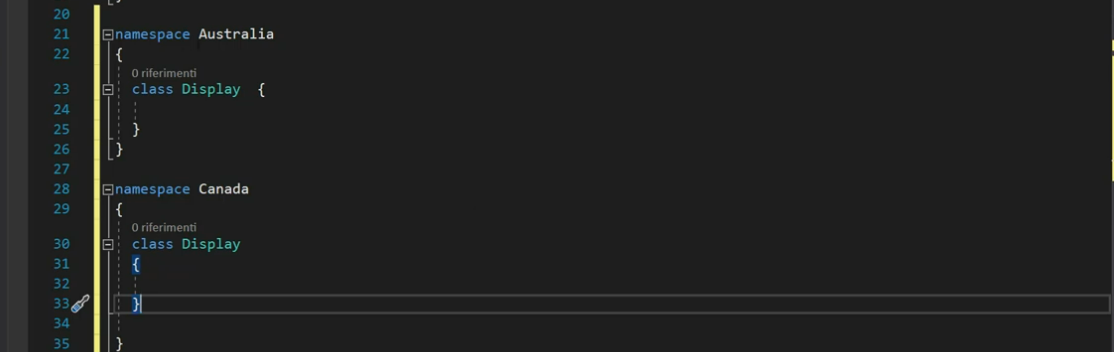 20
21 namespace Australia
22 {
0 riferimenti
23 class Display {
24
25 }
26 }
27
28 namespace Canada
29 {
0 riferimenti
30 class Display
31 {
32
33 }
34
35 }